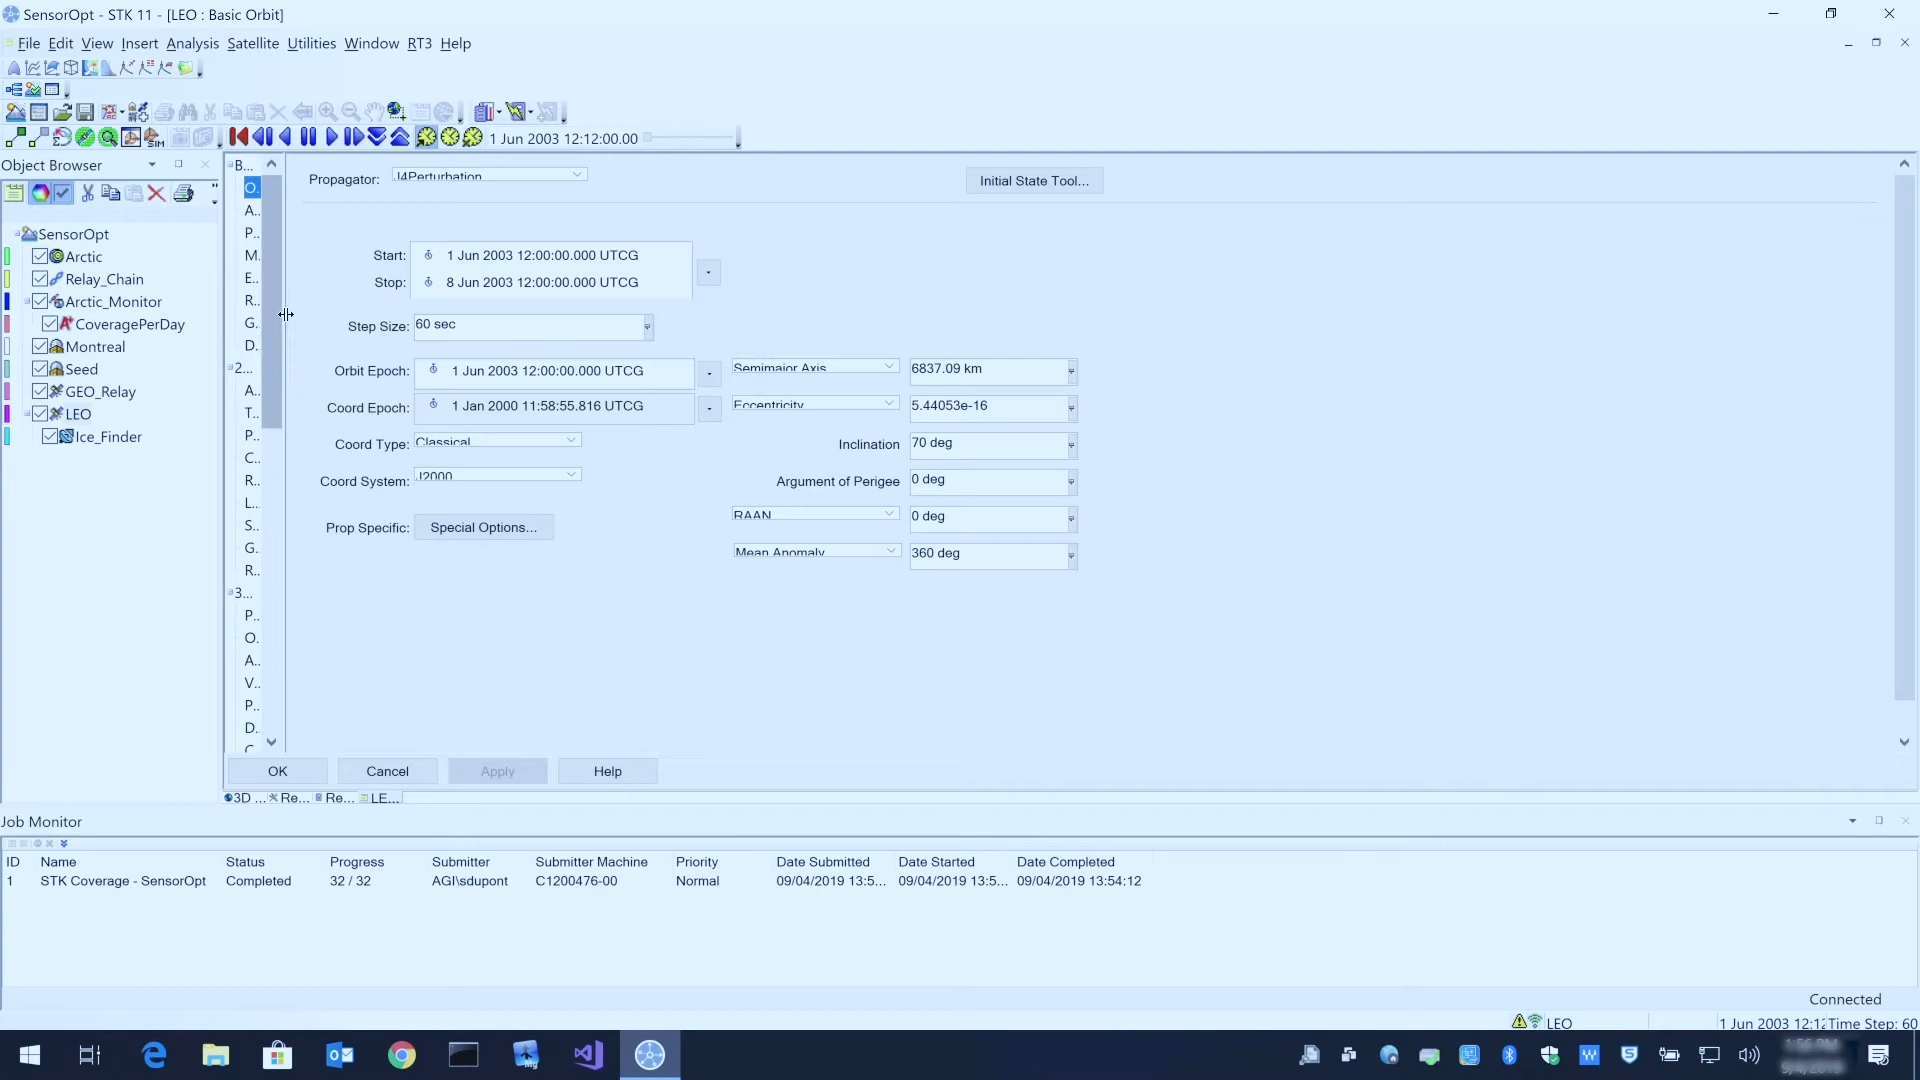 SensorOpt - STK 11 - [LEO : Basic Orbit]
File Edit View Insert Analysis Satellite Utilities Window RT3 Help
1 Jun 2003 12:12:00.00
Object Browser
SensorOpt
Arctic
Relay_Chain
Arctic_Monitor
CoveragePerDay
Montreal
Seed
GEO_Relay
LEO
Ice_Finder
B...
O.
A..
P..
M.
E..
R..
G.
D..
2...
A..
T..
P..
C..
R..
L..
S..
G..
R..
3...
P..
O.
A..
V..
P..
D..
Propagator: J4Perturbation
Initial State Tool...
Start: 1 Jun 2003 12:00:00.000 UTCG
Stop: 8 Jun 2003 12:00:00.000 UTCG
Step Size: 60 sec
Orbit Epoch: 1 Jun 2003 12:00:00.000 UTCG Semimajor Axis 6837.09 km
Coord Epoch: 1 Jan 2000 11:58:55.816 UTCG Eccentricity 5.44053e-16
Coord Type: Classical Inclination 70 deg
Coord System: J2000 Argument of Perigee 0 deg
RAAN 0 deg
Prop Specific: Special Options...
Mean Anomaly 360 deg
OK Cancel Apply Help
3D ... Re... Re... LE...
Job Monitor
ID Name Status Progress Submitter Submitter Machine Priority Date Submitted Date Started Date Completed
1 STK Coverage - SensorOpt Completed 32 / 32 AGI\sdupont C1200476-00 Normal 09/04/2019 13:5... 09/04/2019 13:5... 09/04/2019 13:54:12
Connected
LEO 1 Jun 2003 12:12 Time Step: 60